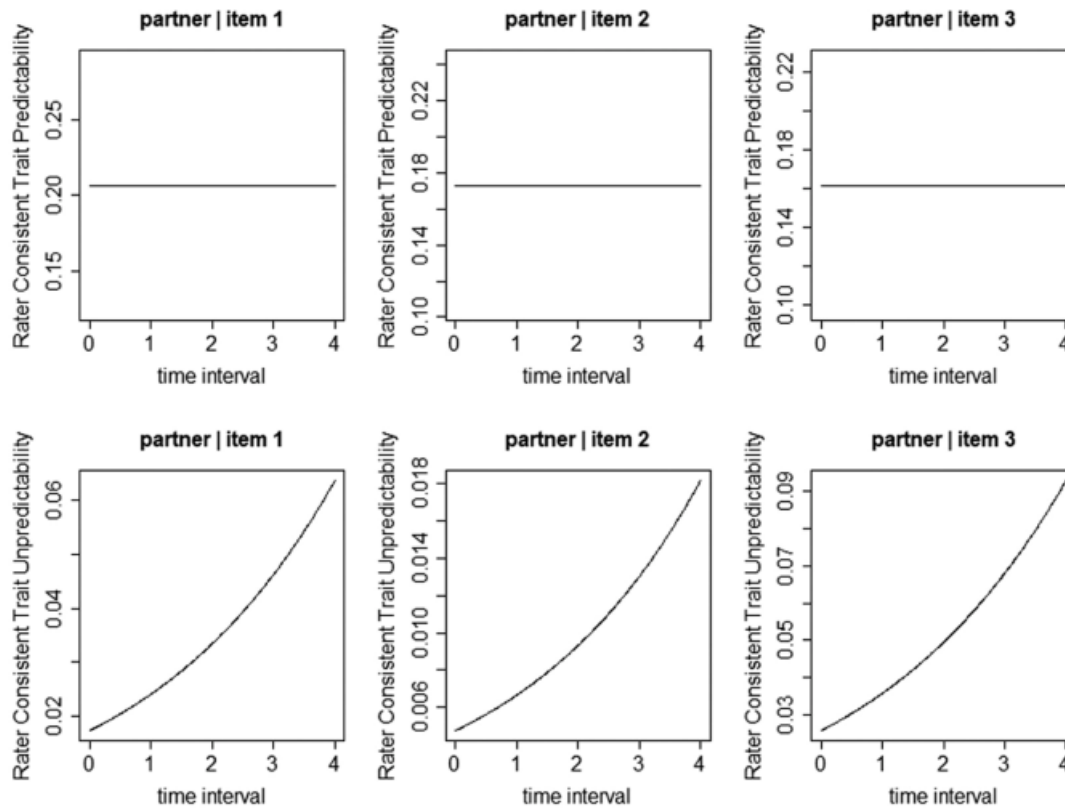 partner | item 1
Rater Consistent Trait Predictability
0.25
0.20
0.15
0 1 2 3 4
time interval
partner | item 2
Rater Consistent Trait Predictability
0.22
0.18
0.14
0.10
0 1 2 3 4
time interval
partner | item 3
Rater Consistent Trait Predictability
0.22
0.18
0.14
0.10
0 1 2 3 4
time interval
partner | item 1
Rater Consistent Trait Unpredictability
0.06
0.04
0.02
0 1 2 3 4
time interval
partner | item 2
Rater Consistent Trait Unpredictability
0.018
0.014
0.010
0.006
0 1 2 3 4
time interval
partner | item 3
Rater Consistent Trait Unpredictability
0.09
0.07
0.05
0.03
0 1 2 3 4
time interval